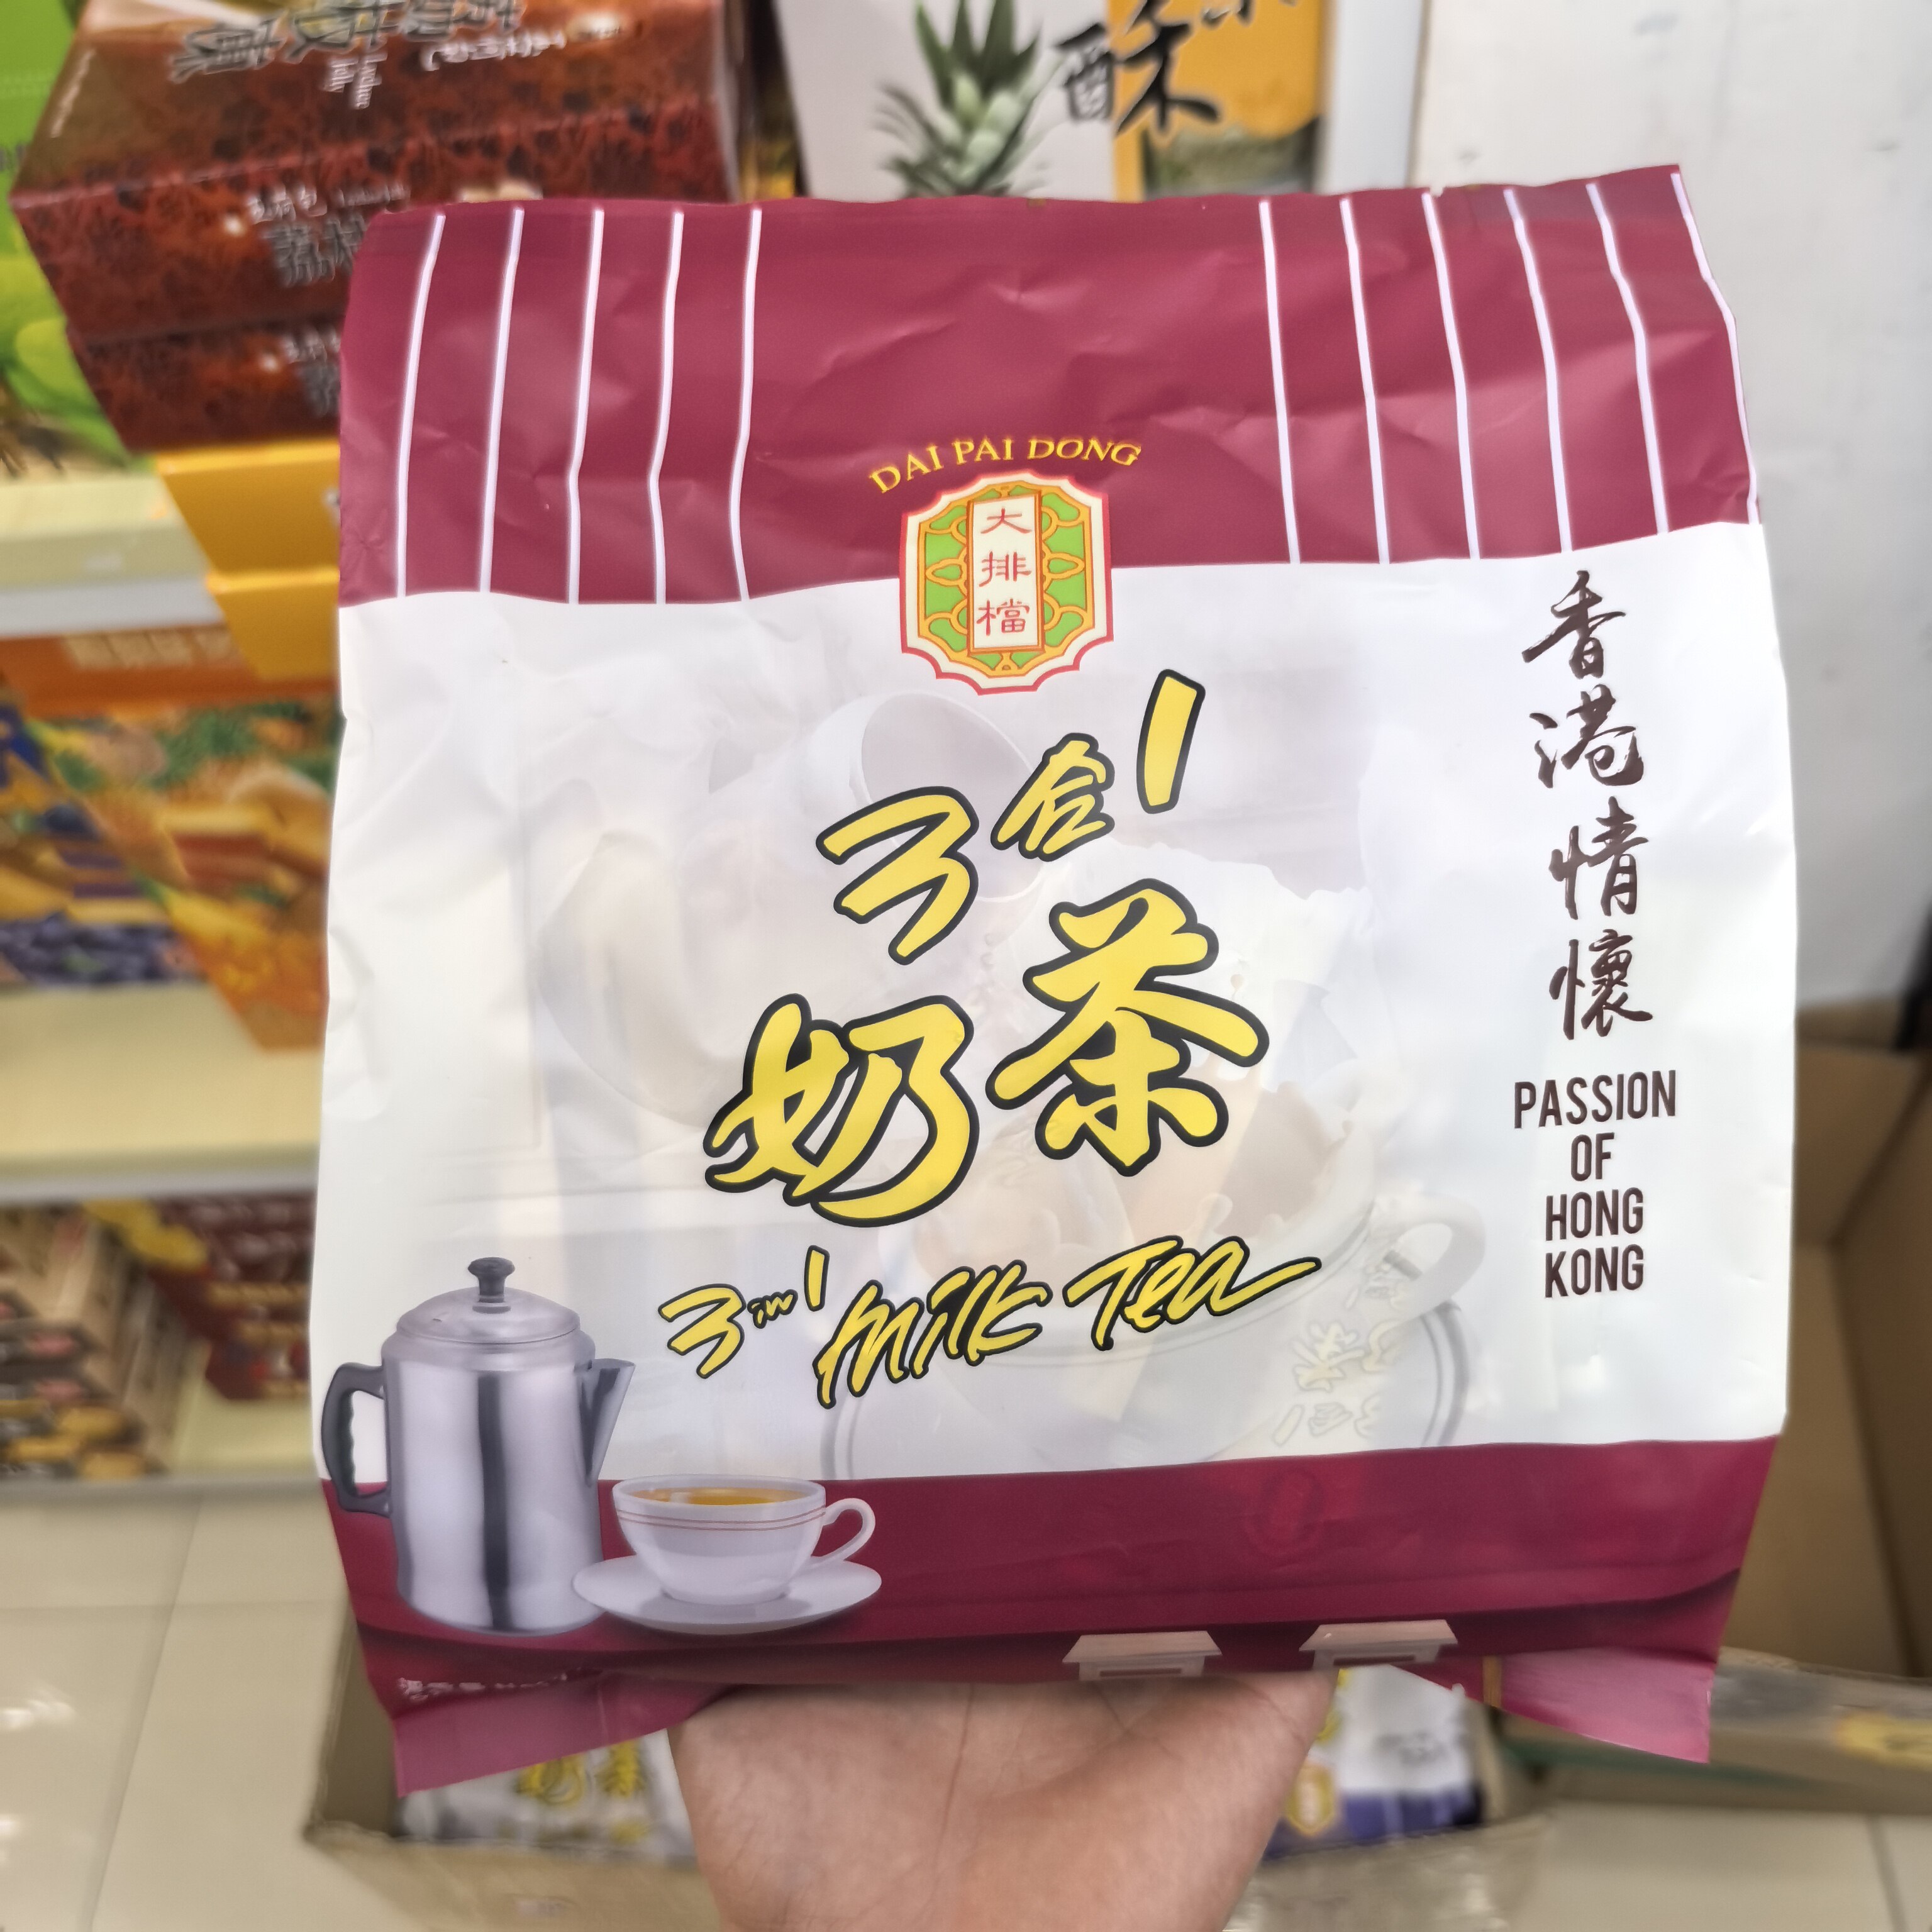 酥
DAI PAI DONG
大
排
檔
3合1
奶茶
3in1 Milk Tea
香
港
情
懷
PASSION
OF
HONG
KONG